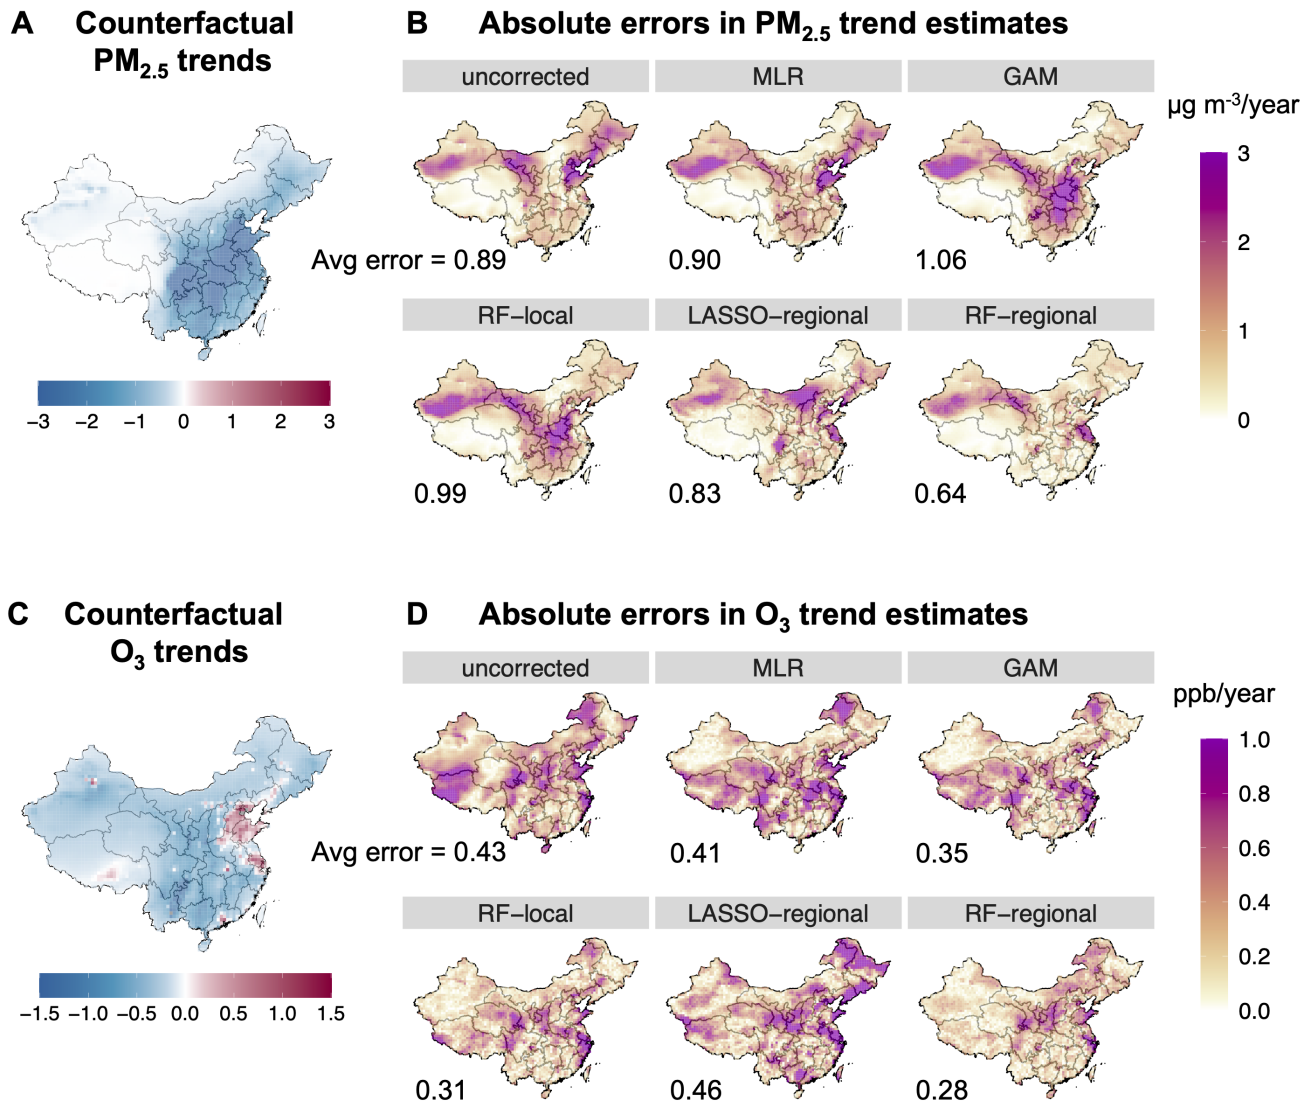 A Counterfactual
PM2.5 trends
−3 −2 −1 0 1 2 3
B Absolute errors in PM2.5 trend estimates
uncorrected MLR GAM
Avg error = 0.89 0.90 1.06
RF−local LASSO−regional RF−regional
0.99 0.83 0.64
µg m-3/year
3
2
1
0
C Counterfactual
O3 trends
−1.5 −1.0 −0.5 0.0 0.5 1.0 1.5
D Absolute errors in O3 trend estimates
uncorrected MLR GAM
Avg error = 0.43 0.41 0.35
RF−local LASSO−regional RF−regional
0.31 0.46 0.28
ppb/year
1.0
0.8
0.6
0.4
0.2
0.0